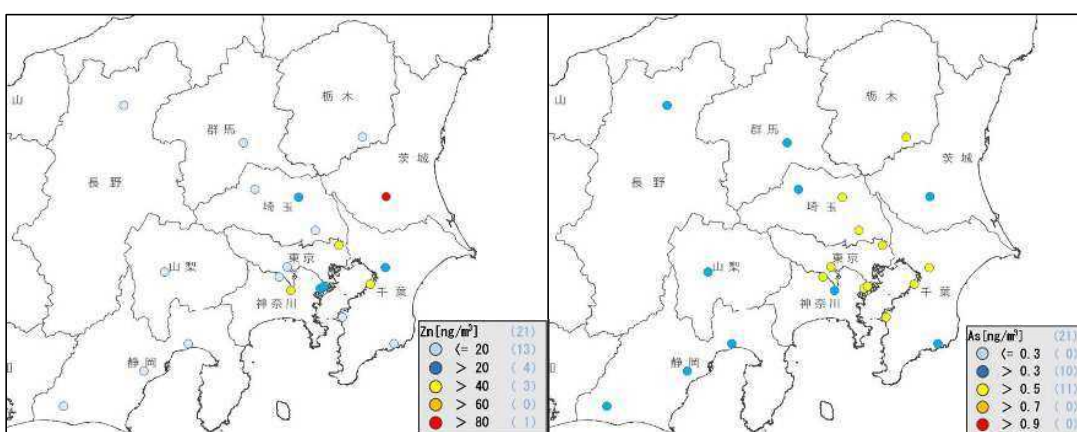 山
栃木
群馬
茨城
長野
埼玉
東京
山梨
神奈川
千葉
静岡
Zn[ng/m³] (21)
<= 20 (13)
> 20 ( 4)
> 40 ( 3)
> 60 ( 0)
> 80 ( 1)
山
栃木
群馬
茨城
長野
埼玉
東京
山梨
神奈川
千葉
静岡
As[ng/m³] (21)
<= 0.3 ( 0)
> 0.3 (10)
> 0.5 (11)
> 0.7 ( 0)
> 0.9 ( 0)